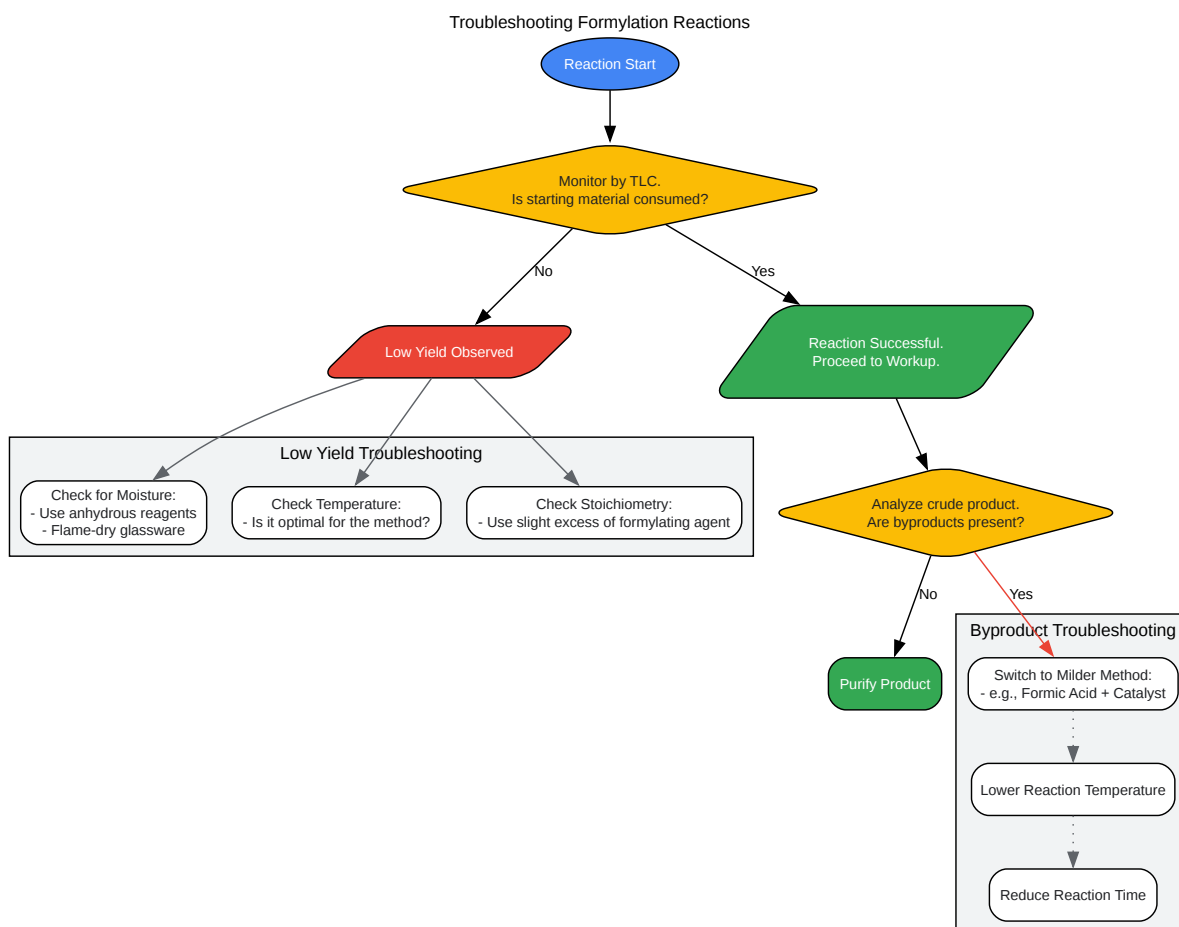 Troubleshooting Formylation Reactions
Reaction Start
Monitor by TLC.
Is starting material consumed?
No
Yes
Low Yield Observed
Reaction Successful.
Proceed to Workup.
Low Yield Troubleshooting
Check for Moisture:
- Use anhydrous reagents
- Flame-dry glassware
Check Temperature:
- Is it optimal for the method?
Check Stoichiometry:
- Use slight excess of formylating agent
Analyze crude product.
Are byproducts present?
No
Yes
Purify Product
Byproduct Troubleshooting
Switch to Milder Method:
- e.g., Formic Acid + Catalyst
Lower Reaction Temperature
Reduce Reaction Time